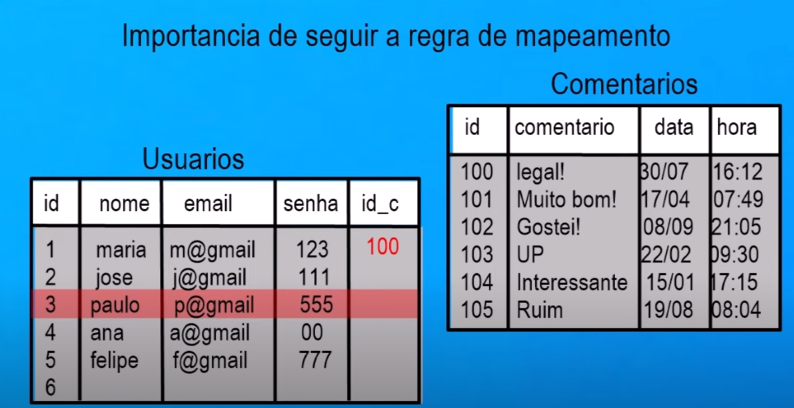 Importancia de seguir a regra de mapeamento
Comentarios
id comentario data hora
100 legal! 30/07 16:12
101 Muito bom! 17/04 07:49
102 Gostei! 08/09 21:05
103 UP 22/02 09:30
104 Interessante 15/01 17:15
105 Ruim 19/08 08:04
Usuarios
id nome email senha id_c
1 maria m@gmail 123 100
2 jose j@gmail 111
3 paulo p@gmail 555
4 ana a@gmail 00
5 felipe f@gmail 777
6